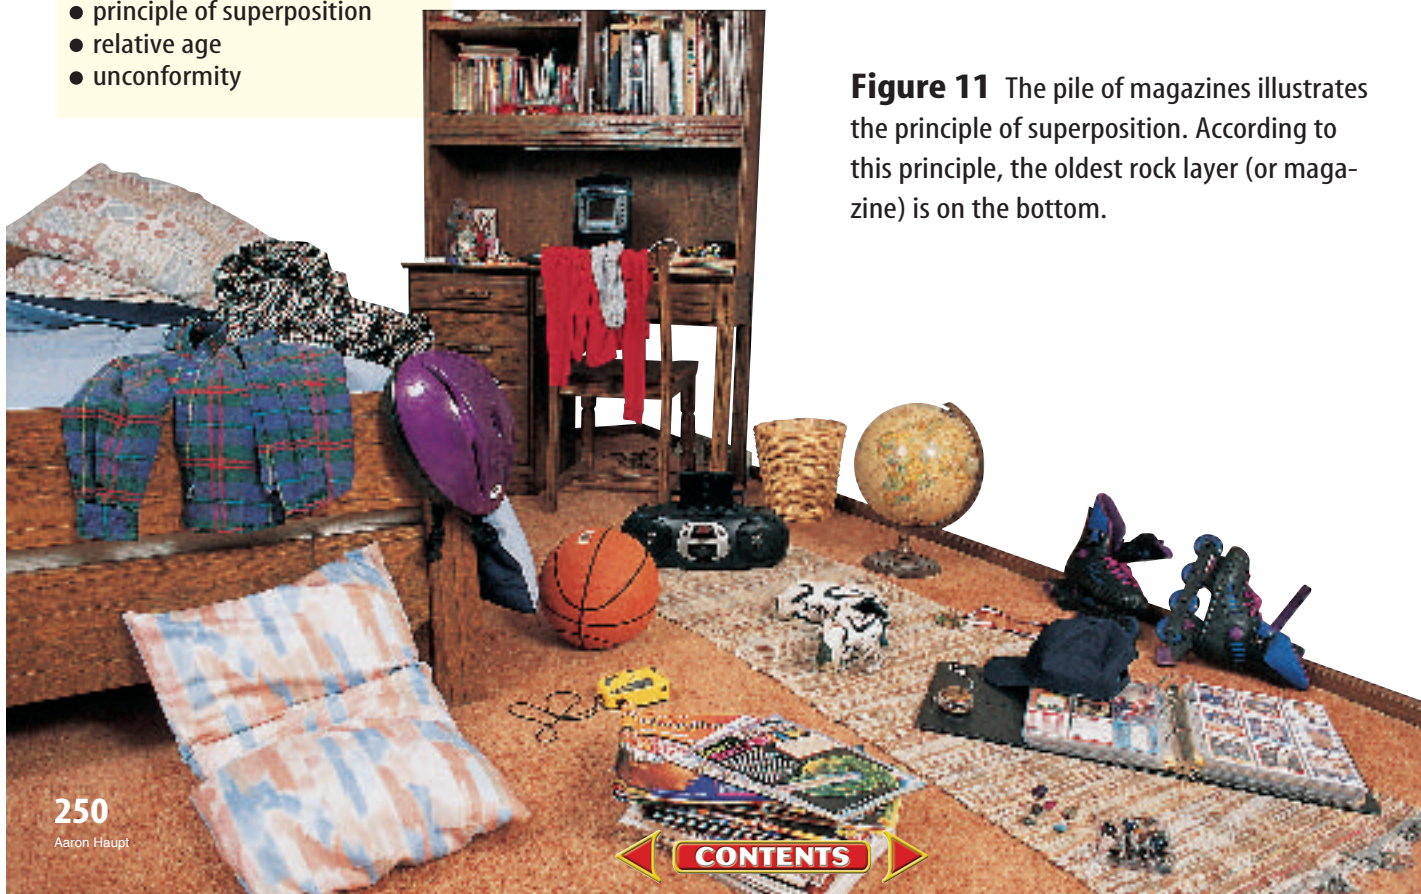 ● principle of superposition
● relative age
● unconformity
Figure 11 The pile of magazines illustrates
the principle of superposition. According to
this principle, the oldest rock layer (or maga-
zine) is on the bottom.
250
Aaron Haupt
CONTENTS